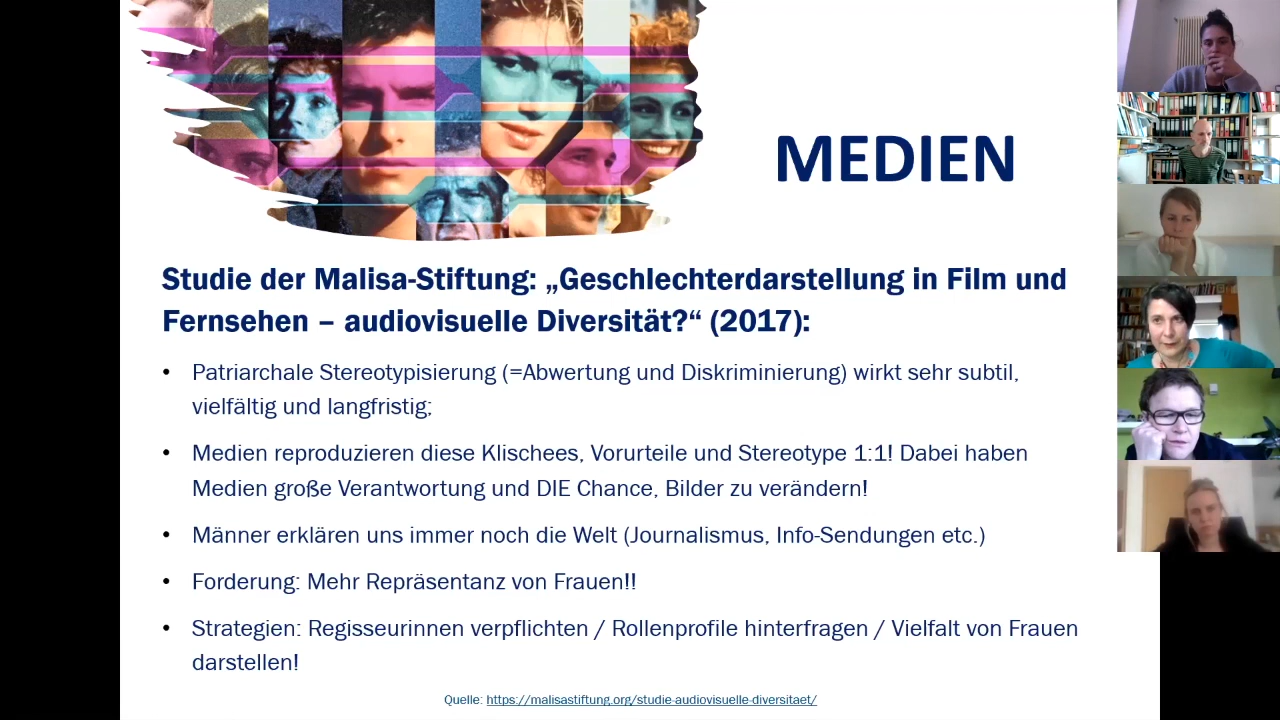 MEDIEN
Studie der Malisa-Stiftung: „Geschlechterdarstellung in Film und
Fernsehen – audiovisuelle Diversität?“ (2017):
• Patriarchale Stereotypisierung (=Abwertung und Diskriminierung) wirkt sehr subtil,
vielfältig und langfristig;
• Medien reproduzieren diese Klischees, Vorurteile und Stereotype 1:1! Dabei haben
Medien große Verantwortung und DIE Chance, Bilder zu verändern!
• Männer erklären uns immer noch die Welt (Journalismus, Info-Sendungen etc.)
• Forderung: Mehr Repräsentanz von Frauen!!
• Strategien: Regisseurinnen verpflichten / Rollenprofile hinterfragen / Vielfalt von Frauen
darstellen!
Quelle: https://malisastiftung.org/studie-audiovisuelle-diversitaet/